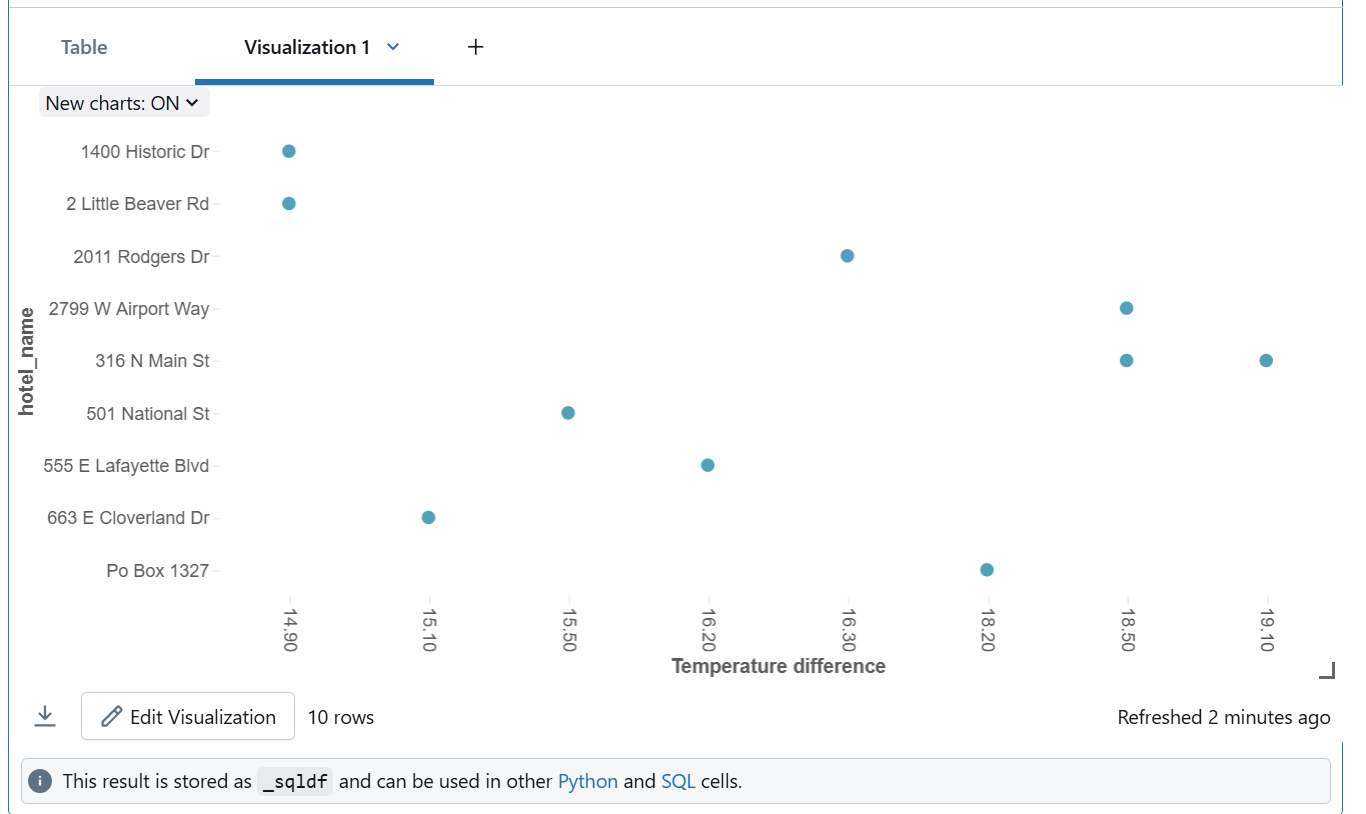 Table
Visualization 1
+
New charts: ON
1400 Historic Dr
2 Little Beaver Rd
2011 Rodgers Dr
2799 W Airport Way
316 N Main St
501 National St
555 E Lafayette Blvd
663 E Cloverland Dr
Po Box 1327
hotel_name
14.90
15.10
15.50
16.20
16.30
18.20
18.50
19.10
Temperature difference
Edit Visualization
10 rows
Refreshed 2 minutes ago
This result is stored as _sqldf and can be used in other Python and SQL cells.